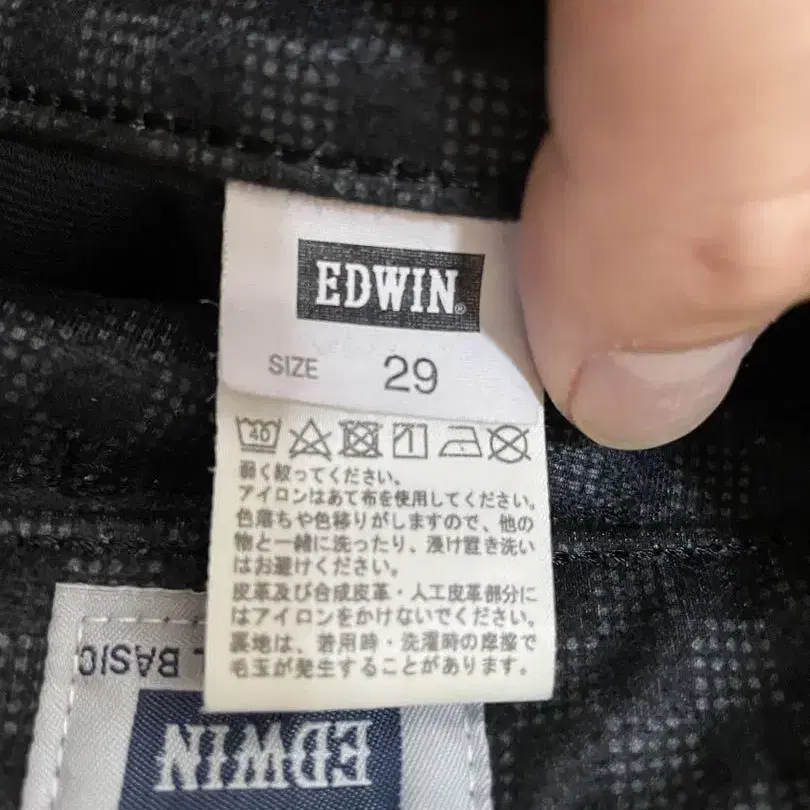 EDWIN®
SIZE 29
40
弱く絞ってください。
アイロンはあて布を使用してください。
色落ちや色移りがしますので、他の
物と一緒に洗ったり、浸け置き洗い
はお避けください。
皮革及び合成皮革・人工皮革部分に
はアイロンをかけないでください。
裏地は、着用時・洗濯時の摩擦で
毛玉が発生することがあります。
BASIC
EDWIN